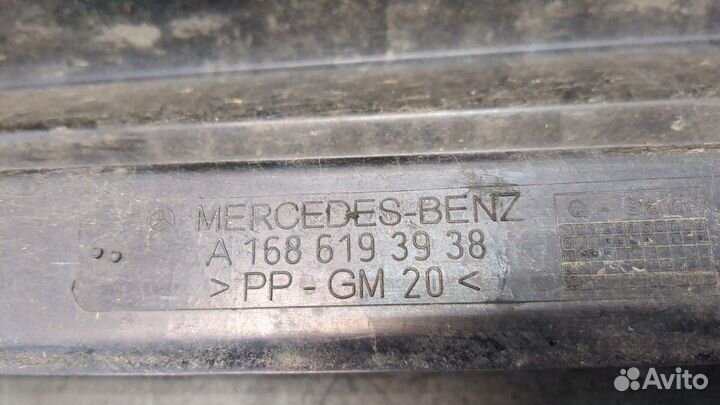 MERCEDES-BENZ
A 168 619 39 38
> PP - GM 20 <
Avito